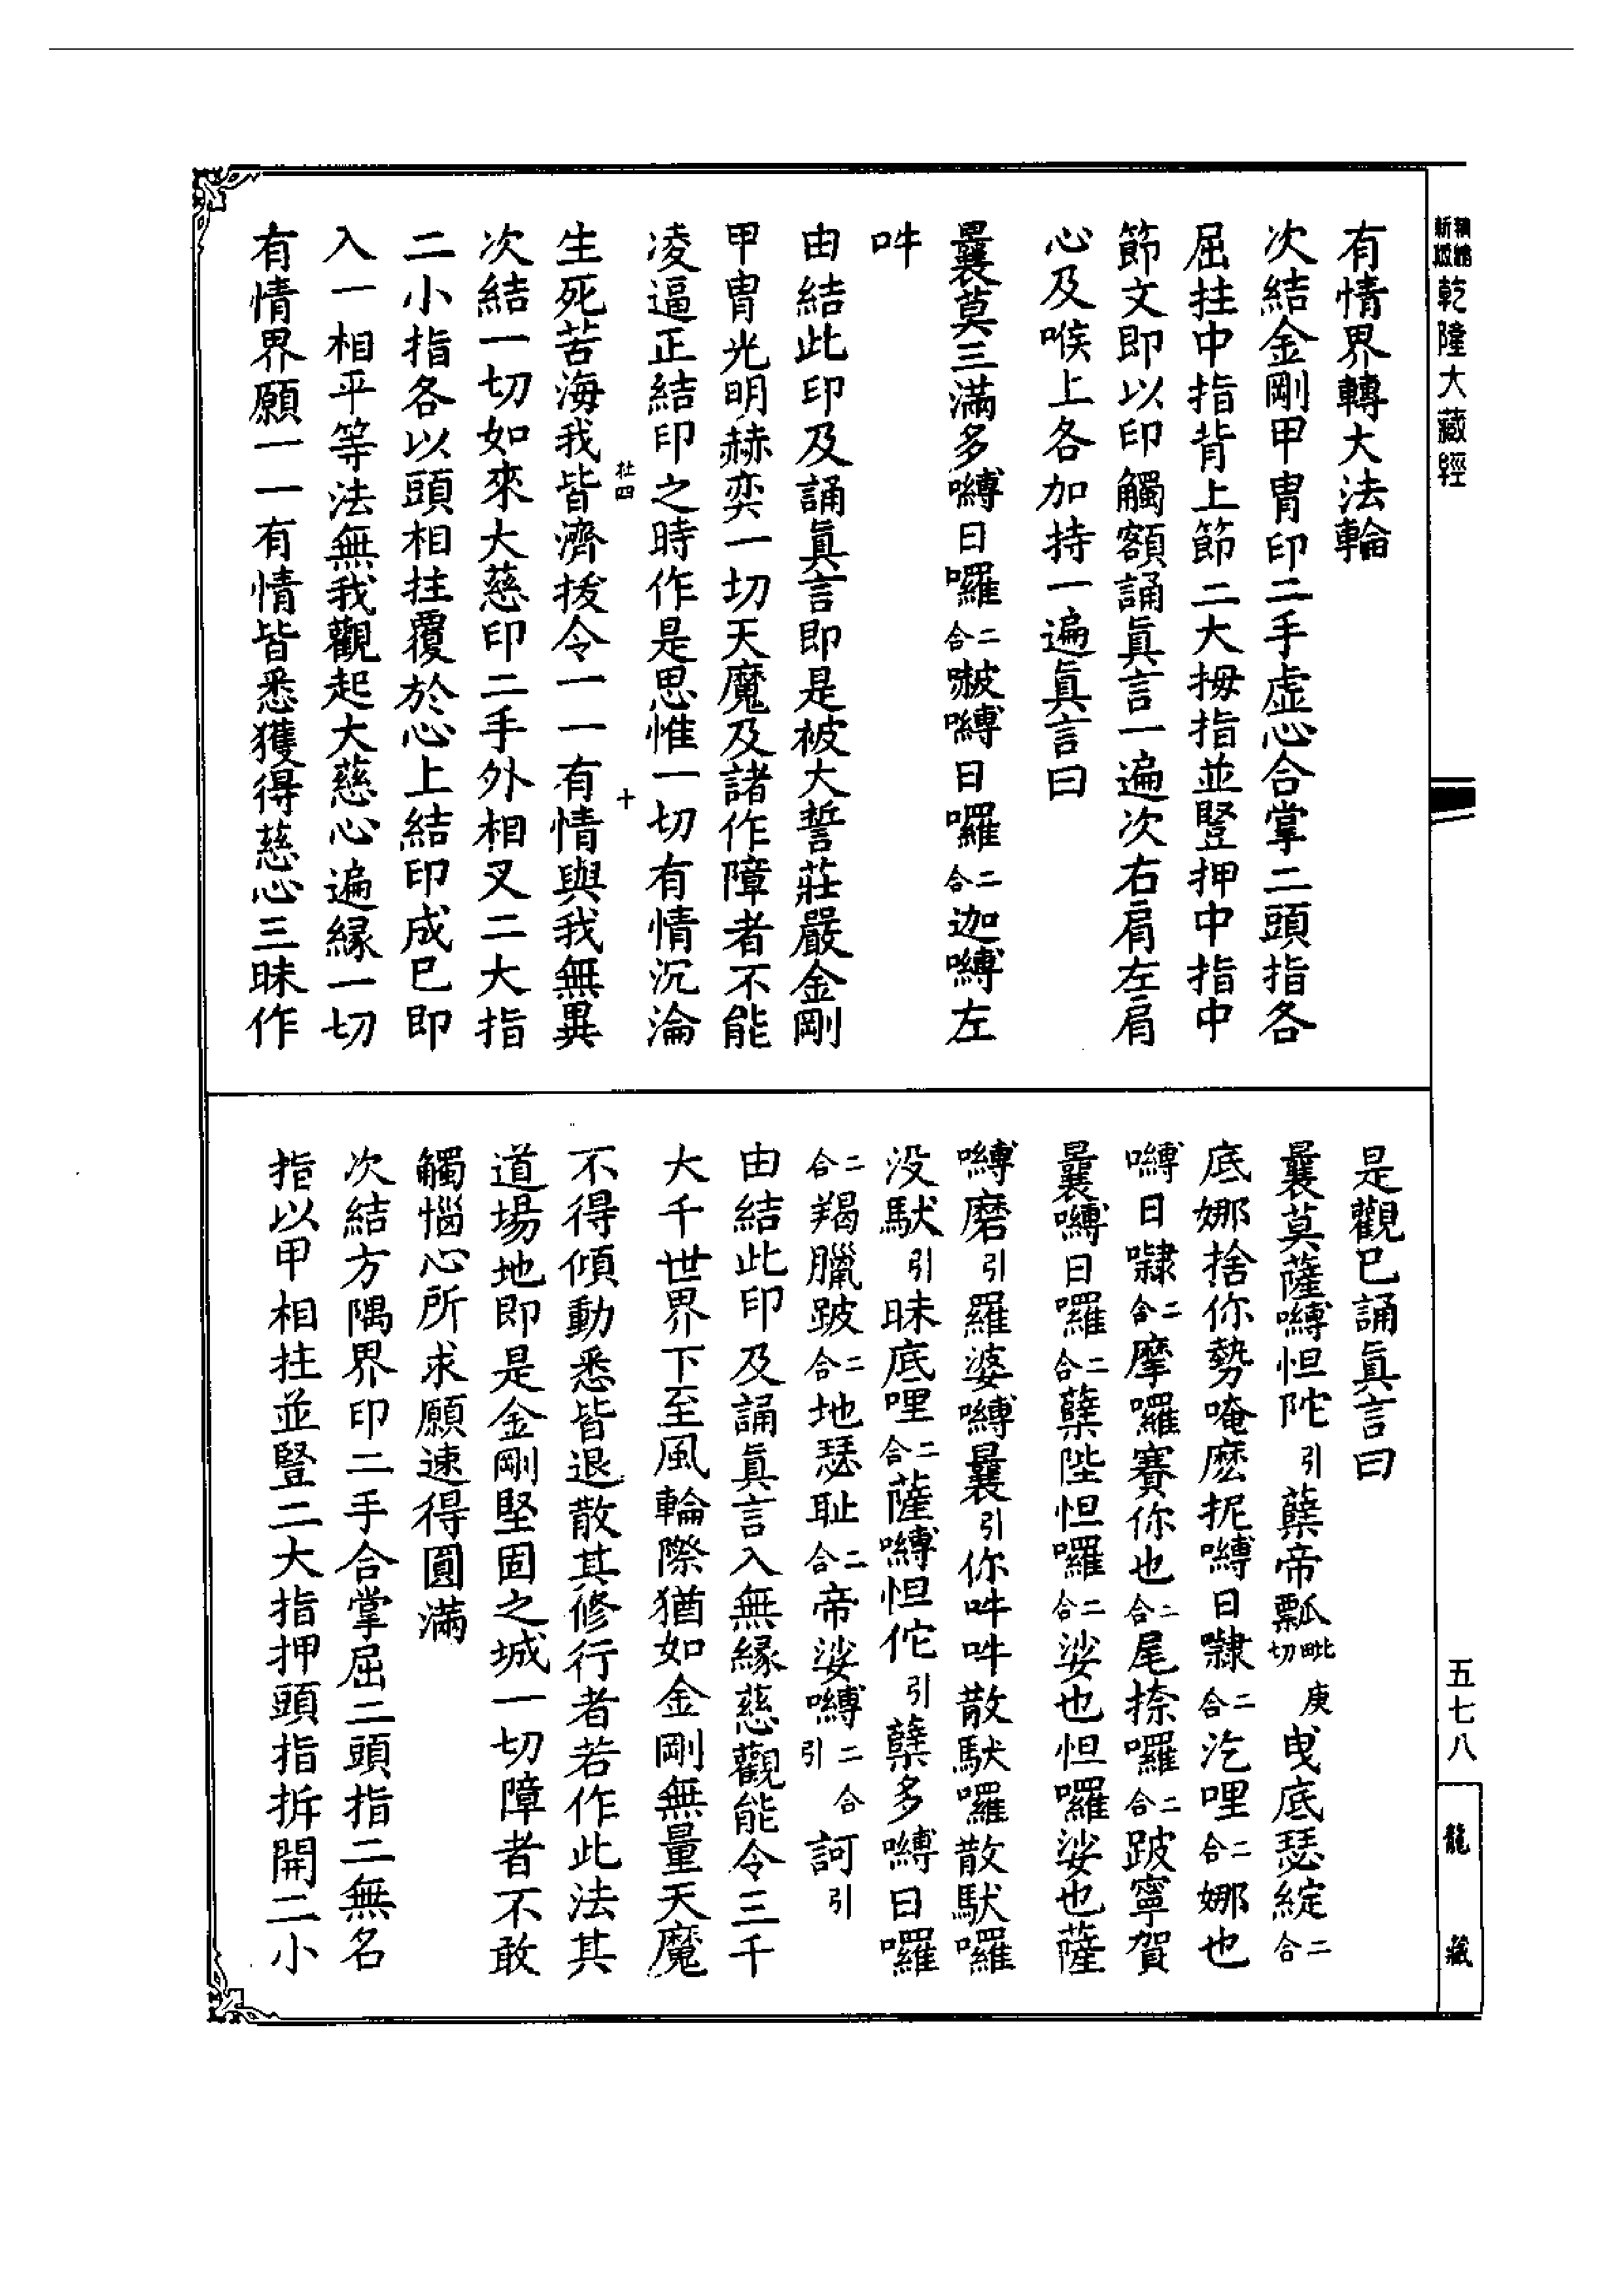 新編縮版 乾隆大藏經
有情界轉大法輪
次結金剛甲冑印二手虛心合掌二頭指各
屈拄中指背上節二大拇指並豎押中指中
節文即以印觸額誦眞言一遍次右肩左肩
心及喉上各加持一遍眞言曰
曩莫三滿多嚩日囉二合㘑嚩日囉二合迦嚩左
吽
由結此印及誦眞言即是被大誓莊嚴金剛
甲冑光明赫奕一切天魔及諸作障者不能
凌逼正結印之時作是思惟一切有情沉淪
杜四 十
生死苦海我皆濟拔令一一有情與我無異
次結一切如來大慈印二手外相叉二大指
二小指各以頭相拄覆於心上結印成已即
入一相平等法無我觀起大慈心遍緣一切
有情界願一一有情皆悉獲得慈心三昧作
是觀已誦眞言曰
曩莫薩嚩怛陀引蘖帝瓢毗庚切曳底瑟綻二合
底娜捨你勢唵麽抳嚩日㘑二合汔哩二合娜也
嚩日㘑二合摩囉賽你也二合尾捺囉二合跛寧賀
曩嚩日囉二合蘖陛怛囉二合娑也怛囉娑也薩
嚩磨引羅婆嚩曩引你吽吽散馱囉散馱囉
没馱引昧底哩二合薩嚩怛佗引蘖多嚩日囉
二合羯臘跛二合地瑟耻二合帝娑嚩二合引訶引
由結此印及誦眞言入無緣慈觀能令三千
大千世界下至風輪際猶如金剛無量天魔
不得傾動悉皆退散其修行者若作此法其
道場地即是金剛堅固之城一切障者不敢
觸惱心所求願速得圓滿
次結方隅界印二手合掌屈二頭指二無名
指以甲相拄並豎二大指押頭指拆開二小
五七八
龍藏